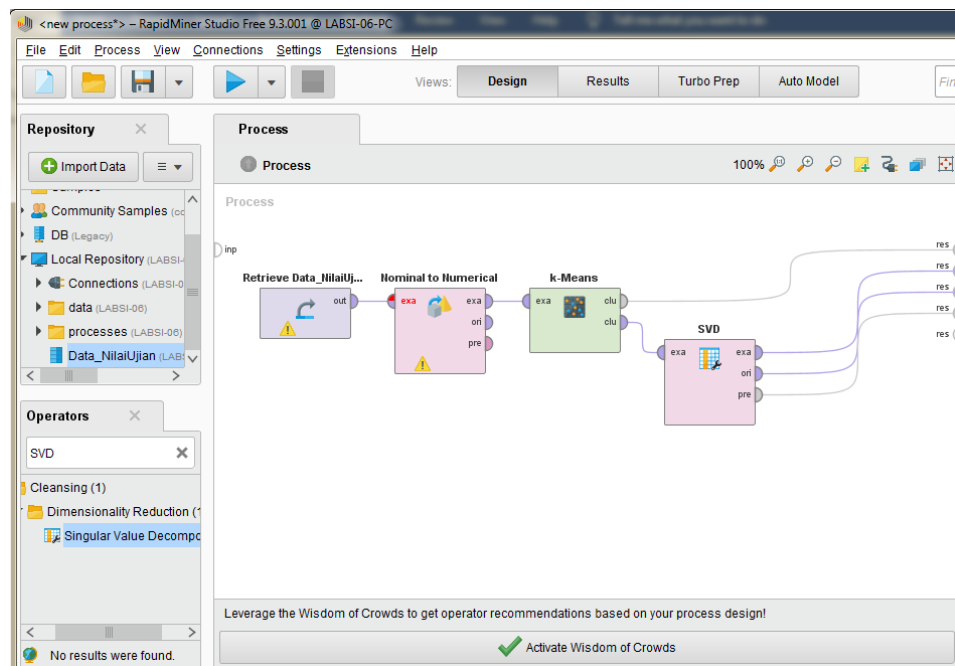 <new process*> – RapidMiner Studio Free 9.3.001 @ LABSI-06-PC
File Edit Process View Connections Settings Extensions Help
Views: Design Results Turbo Prep Auto Model Fin
Repository
Import Data
Community Samples (co
DB (Legacy)
Local Repository (LABSI-
Connections (LABSI-0
data (LABSI-06)
processes (LABSI-06)
Data_NilaiUjian (LABS
Operators
SVD
Cleansing (1)
Dimensionality Reduction (1
Singular Value Decompo
No results were found.
Process
Process
100%
Process
inp
Retrieve Data_NilaiUj...
out
Nominal to Numerical
exa exa
ori
pre
k-Means
exa clu
clu
SVD
exa exa
ori
pre
res
res
res
res
res
Leverage the Wisdom of Crowds to get operator recommendations based on your process design!
Activate Wisdom of Crowds